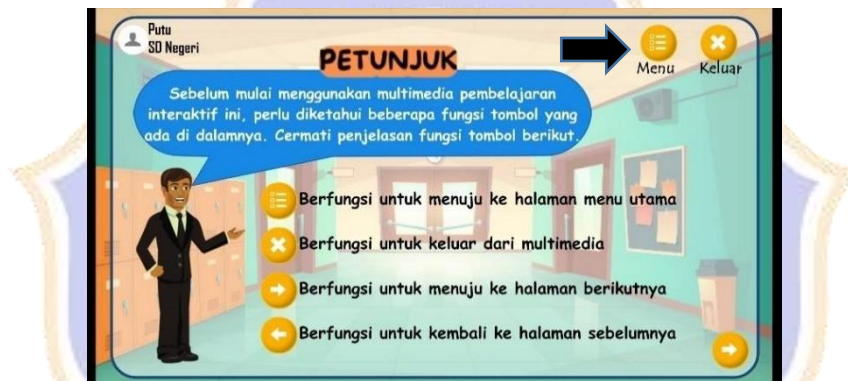 Putu
SD Negeri
PETUNJUK
Menu
Keluar
Sebelum mulai menggunakan multimedia pembelajaran
interaktif ini, perlu diketahui beberapa fungsi tombol yang
ada di dalamnya. Cermati penjelasan fungsi tombol berikut.
Berfungsi untuk menuju ke halaman menu utama
Berfungsi untuk keluar dari multimedia
Berfungsi untuk menuju ke halaman berikutnya
Berfungsi untuk kembali ke halaman sebelumnya